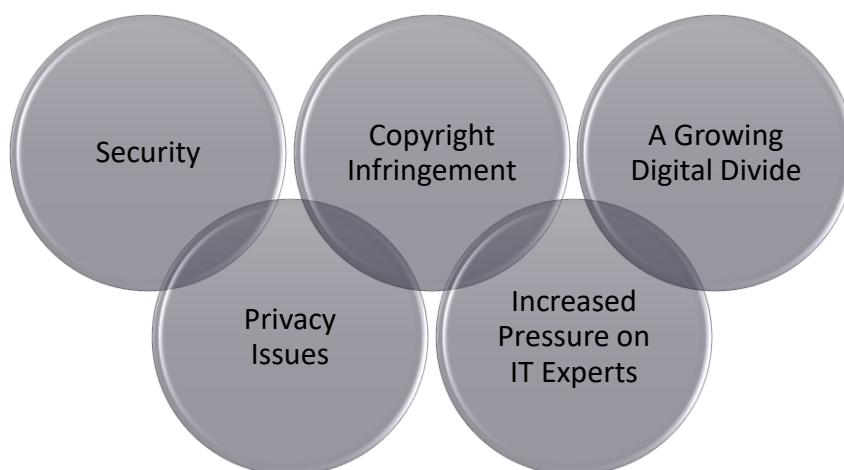 Security
Copyright
Infringement
A Growing
Digital Divide
Privacy
Issues
Increased
Pressure on
IT Experts